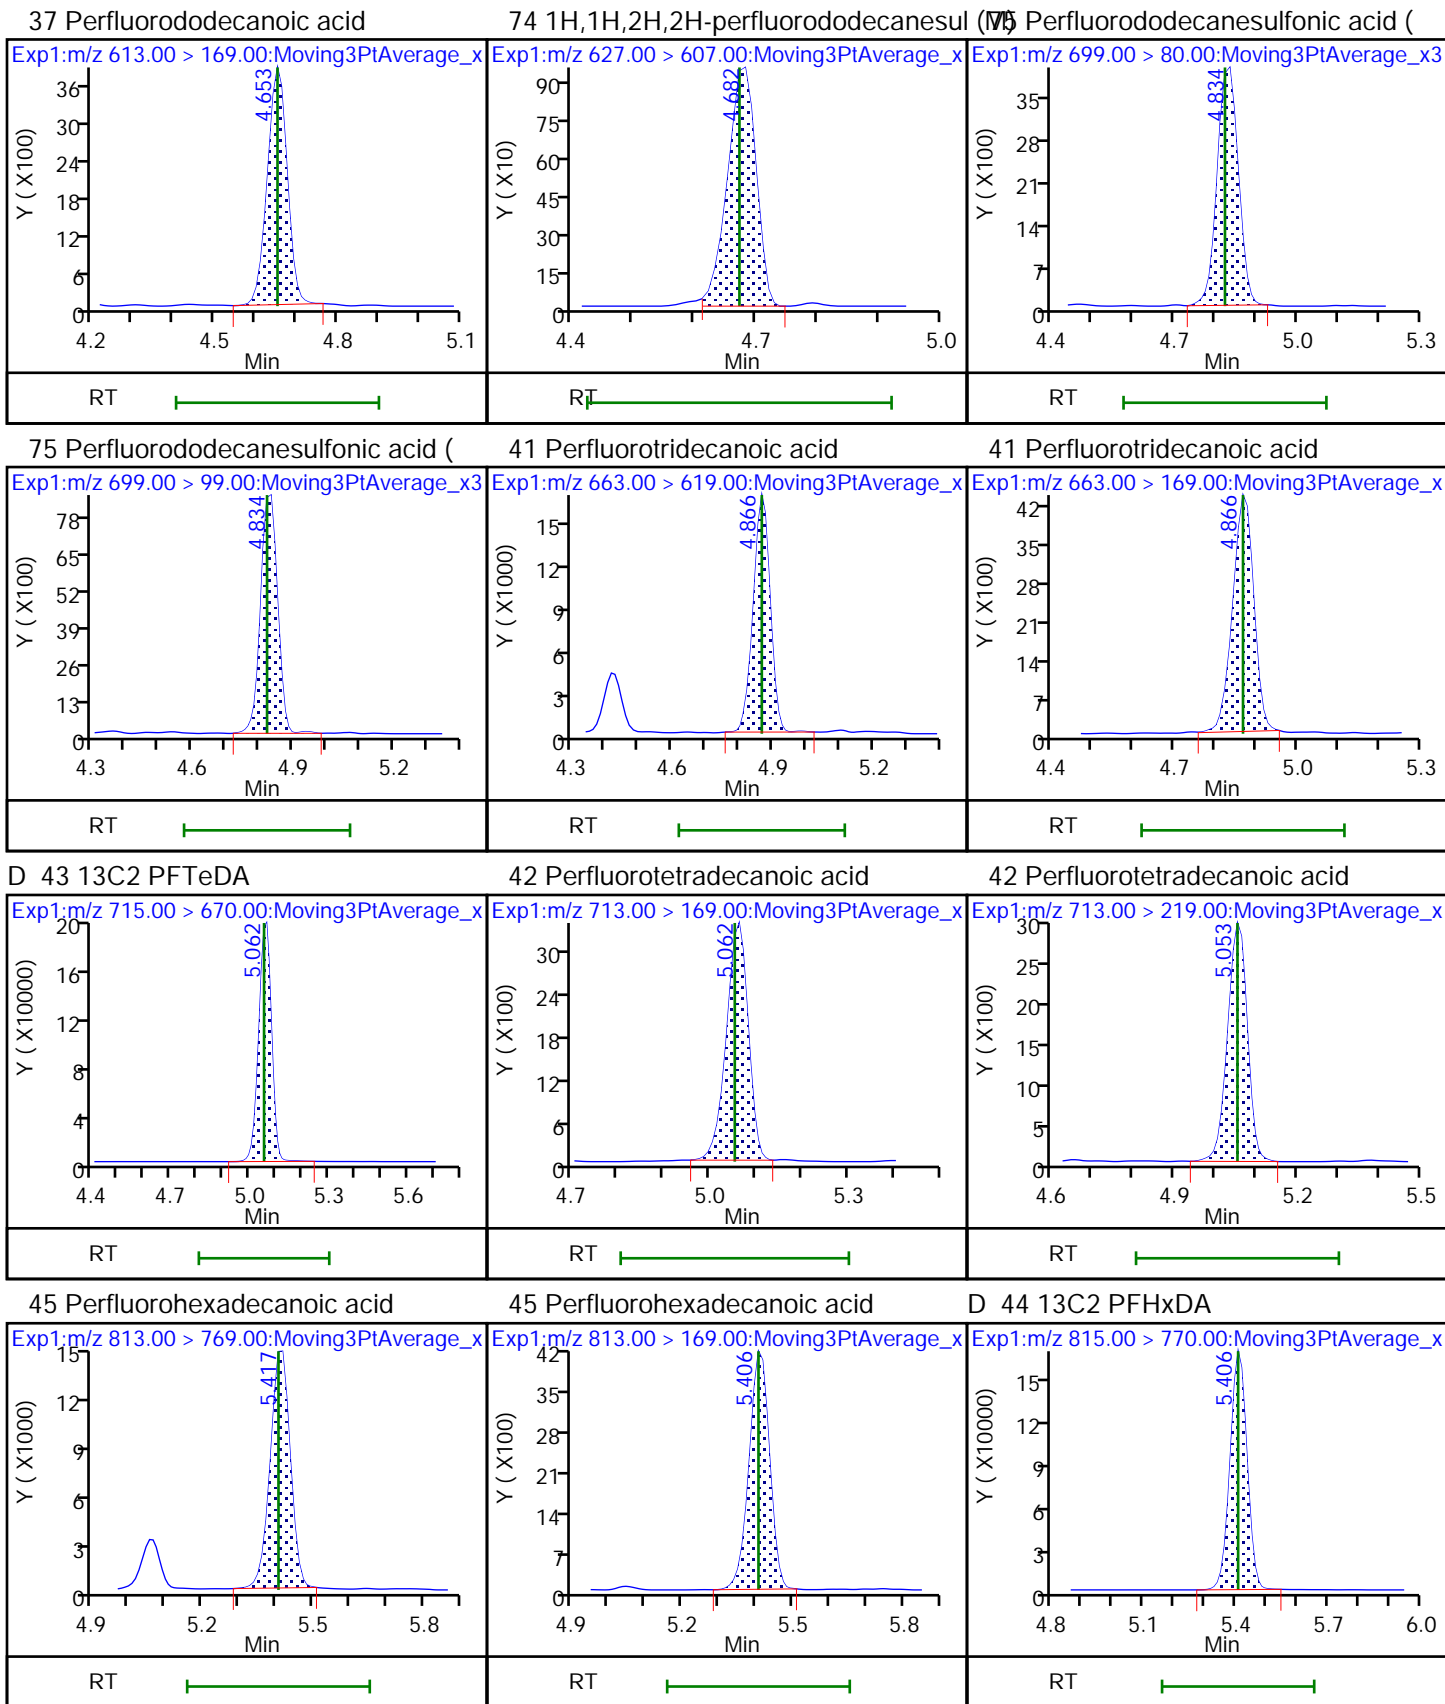 37 Perfluorododecanoic acid
Exp1:m/z 613.00 > 169.00:Moving3PtAverage_x
Y ( X100)
36
30
24
18
12
6
0
4.653
4.2 4.5 4.8 5.1
Min
RT
74 1H,1H,2H,2H-perfluorododecanesul (M)
Exp1:m/z 627.00 > 607.00:Moving3PtAverage_x
Y ( X10)
90
75
60
45
30
15
0
4.682
4.4 4.7 5.0
Min
RT
75 Perfluorododecanesulfonic acid (
Exp1:m/z 699.00 > 80.00:Moving3PtAverage_x3
Y ( X100)
35
28
21
14
7
0
4.834
4.4 4.7 5.0 5.3
Min
RT
75 Perfluorododecanesulfonic acid (
Exp1:m/z 699.00 > 99.00:Moving3PtAverage_x3
Y ( X100)
78
65
52
39
26
13
0
4.834
4.3 4.6 4.9 5.2
Min
RT
41 Perfluorotridecanoic acid
Exp1:m/z 663.00 > 619.00:Moving3PtAverage_x
Y ( X1000)
15
12
9
6
3
0
4.866
4.3 4.6 4.9 5.2
Min
RT
41 Perfluorotridecanoic acid
Exp1:m/z 663.00 > 169.00:Moving3PtAverage_x
Y ( X100)
42
35
28
21
14
7
0
4.866
4.4 4.7 5.0 5.3
Min
RT
D 43 13C2 PFTeDA
Exp1:m/z 715.00 > 670.00:Moving3PtAverage_x
Y ( X10000)
20
16
12
8
4
0
5.062
4.4 4.7 5.0 5.3 5.6
Min
RT
42 Perfluorotetradecanoic acid
Exp1:m/z 713.00 > 169.00:Moving3PtAverage_x
Y ( X100)
30
24
18
12
6
0
5.062
4.7 5.0 5.3
Min
RT
42 Perfluorotetradecanoic acid
Exp1:m/z 713.00 > 219.00:Moving3PtAverage_x
Y ( X100)
30
25
20
15
10
5
0
5.053
4.6 4.9 5.2 5.5
Min
RT
45 Perfluorohexadecanoic acid
Exp1:m/z 813.00 > 769.00:Moving3PtAverage_x
Y ( X10000)
15
12
9
6
3
0
5.417
4.9 5.2 5.5 5.8
Min
RT
45 Perfluorohexadecanoic acid
Exp1:m/z 813.00 > 169.00:Moving3PtAverage_x
Y ( X100)
42
35
28
21
14
7
0
5.406
4.9 5.2 5.5 5.8
Min
RT
D 44 13C2 PFHxDA
Exp1:m/z 815.00 > 770.00:Moving3PtAverage_x
Y ( X10000)
15
12
9
6
3
0
5.406
4.8 5.1 5.4 5.7 6.0
Min
RT